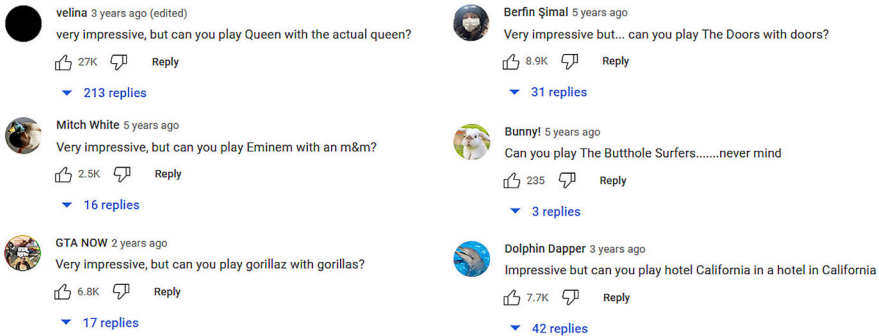 velina 3 years ago (edited)
very impressive, but can you play Queen with the actual queen?
27K Reply
213 replies
Mitch White 5 years ago
Very impressive, but can you play Eminem with an m&m?
2.5K Reply
16 replies
GTA NOW 2 years ago
Very impressive, but can you play gorillaz with gorillas?
6.8K Reply
17 replies
Berfin Şimal 5 years ago
Very impressive but... can you play The Doors with doors?
8.9K Reply
31 replies
Bunny! 5 years ago
Can you play The Butthole Surfers.......never mind
235 Reply
3 replies
Dolphin Dapper 3 years ago
Impressive but can you play hotel California in a hotel in California
7.7K Reply
42 replies